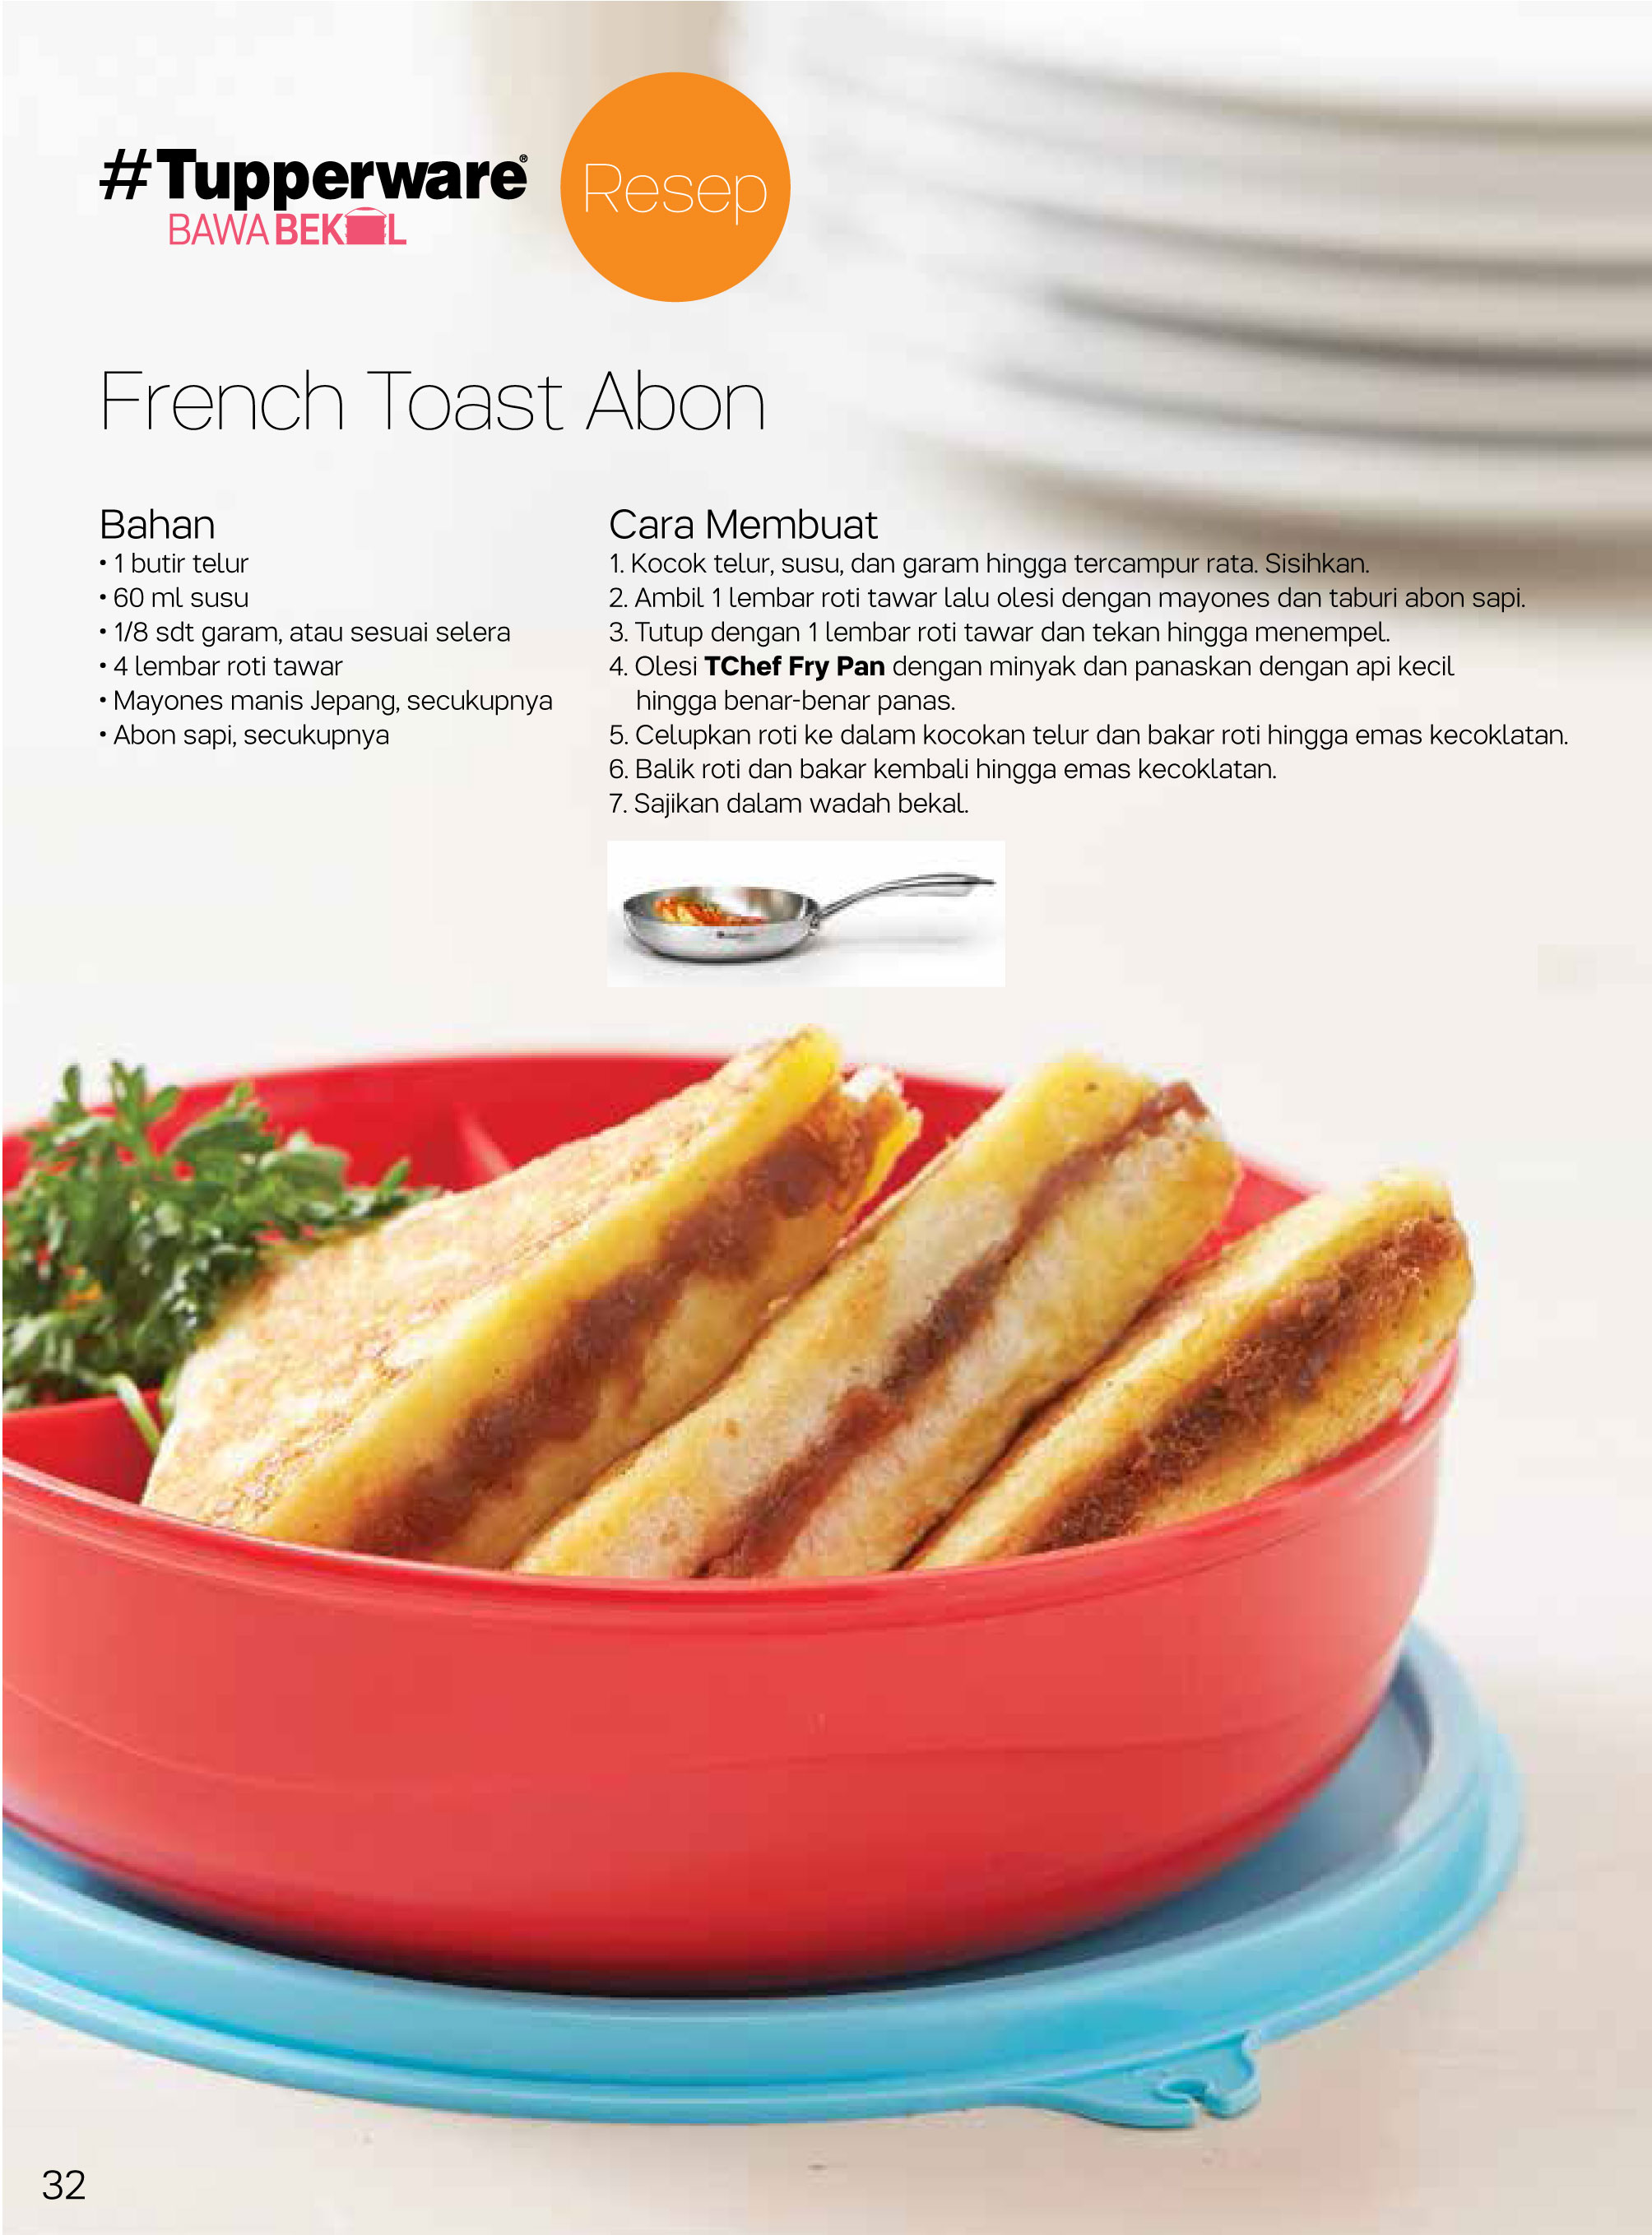 #Tupperware®
BAWA BEKAL
Resep
French Toast Abon
Bahan
• 1 butir telur
• 60 ml susu
• 1/8 sdt garam, atau sesuai selera
• 4 lembar roti tawar
• Mayones manis Jepang, secukupnya
• Abon sapi, secukupnya
Cara Membuat
1. Kocok telur, susu, dan garam hingga tercampur rata. Sisihkan.
2. Ambil 1 lembar roti tawar lalu olesi dengan mayones dan taburi abon sapi.
3. Tutup dengan 1 lembar roti tawar dan tekan hingga menempel.
4. Olesi TChef Fry Pan dengan minyak dan panaskan dengan api kecil
hingga benar-benar panas.
5. Celupkan roti ke dalam kocokan telur dan bakar roti hingga emas kecoklatan.
6. Balik roti dan bakar kembali hingga emas kecoklatan.
7. Sajikan dalam wadah bekal.
32